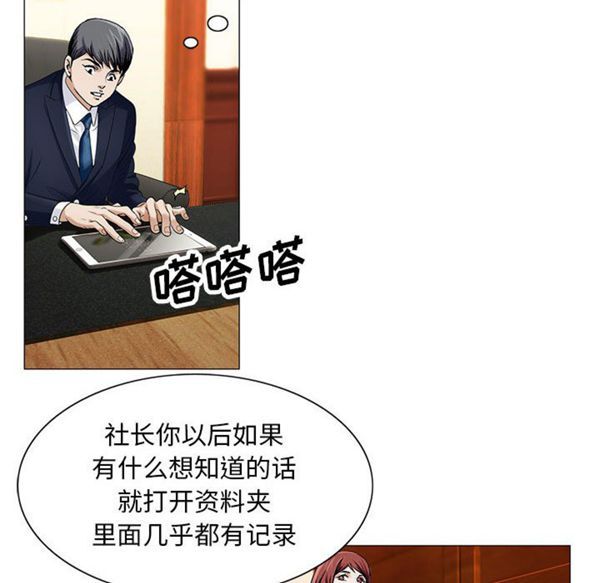 嗒嗒嗒
社长你以后如果
有什么想知道的话
就打开资料夹
里面几乎都有记录